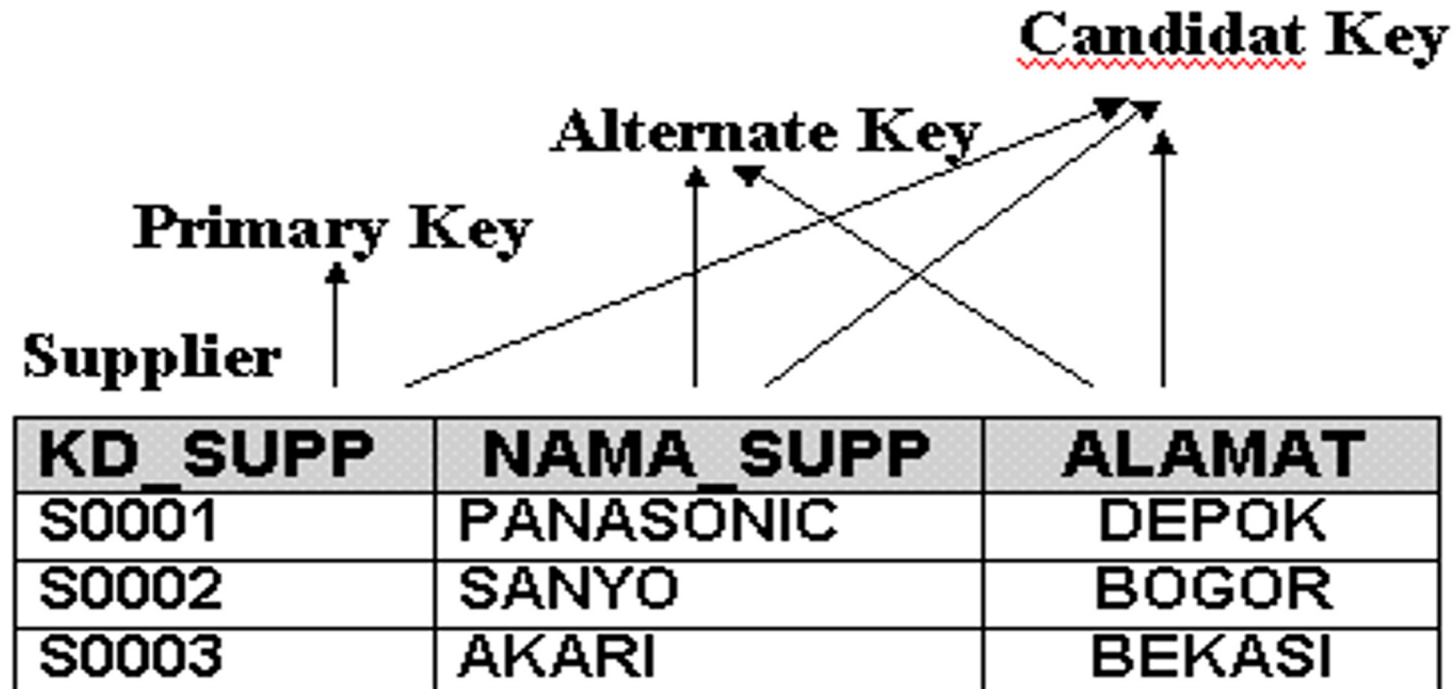 Candidat Key
Alternate Key
Primary Key
Supplier
KD_SUPP NAMA_SUPP ALAMAT
S0001 PANASONIC DEPOK
S0002 SANYO BOGOR
S0003 AKARI BEKASI